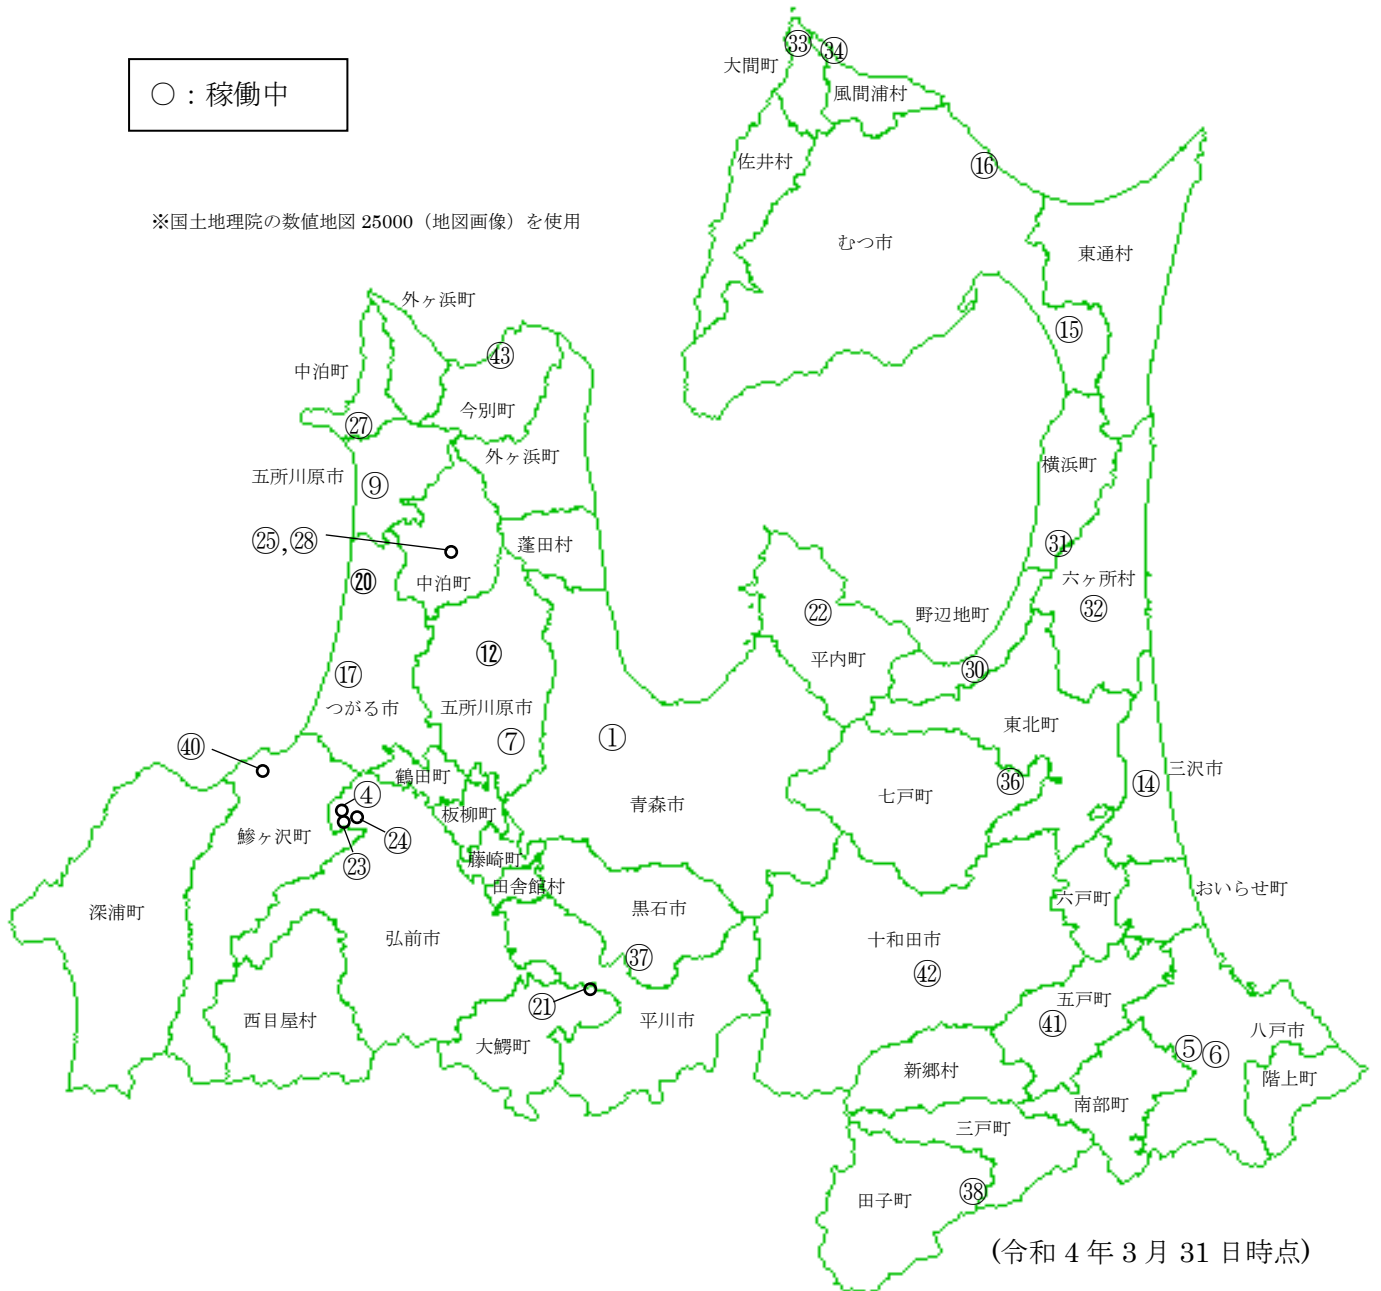 ㉝
㉞
大間町
○：稼働中
風間浦村
佐井村
⑯
※国土地理院の数値地図 25000（地図画像）を使用
むつ市
東通村
外ヶ浜町
⑮
㊸
中泊町
今別町
㉗
外ヶ浜町
横浜町
五所川原市
⑨
㉕,㉘
蓬田村
㉛
中泊町
⑳
六ヶ所村
㉜
㉒
野辺地町
⑫
平内町
㉚
⑰
つがる市
五所川原市
東北町
⑦
①
㊵
三沢市
鶴田町
㊱
⑭
④
七戸町
板柳町
青森市
鰺ヶ沢町
㉔
㉓
藤崎町
田舎館村
おいらせ町
六戸町
深浦町
黒石市
弘前市
十和田市
㊲
㊷
五戸町
㉑
西目屋村
平川市
㊶
八戸市
大鰐町
⑤⑥
新郷村
階上町
南部町
三戸町
田子町
㊳
(令和 4 年 3 月 31 日時点)